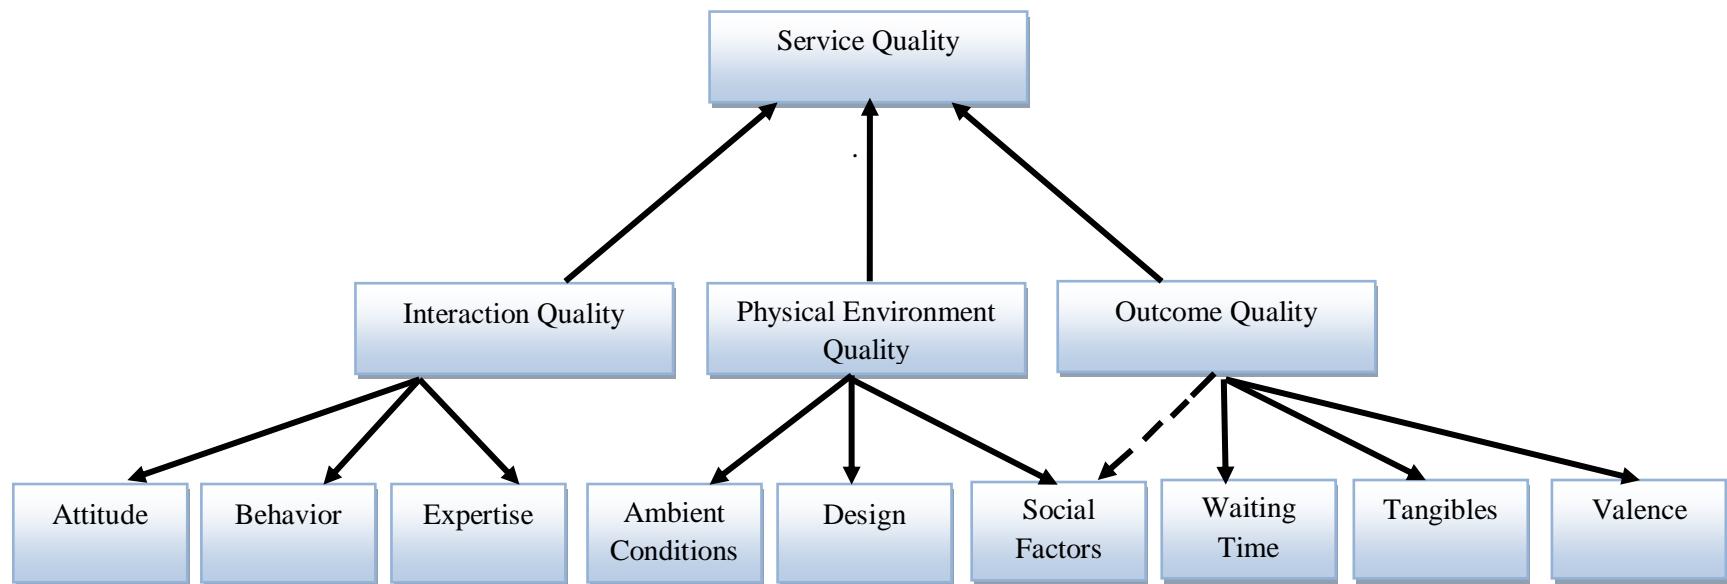 Service Quality
.
Interaction Quality
Physical Environment
Quality
Outcome Quality
Attitude
Behavior
Expertise
Ambient
Conditions
Design
Social
Factors
Waiting
Time
Tangibles
Valence